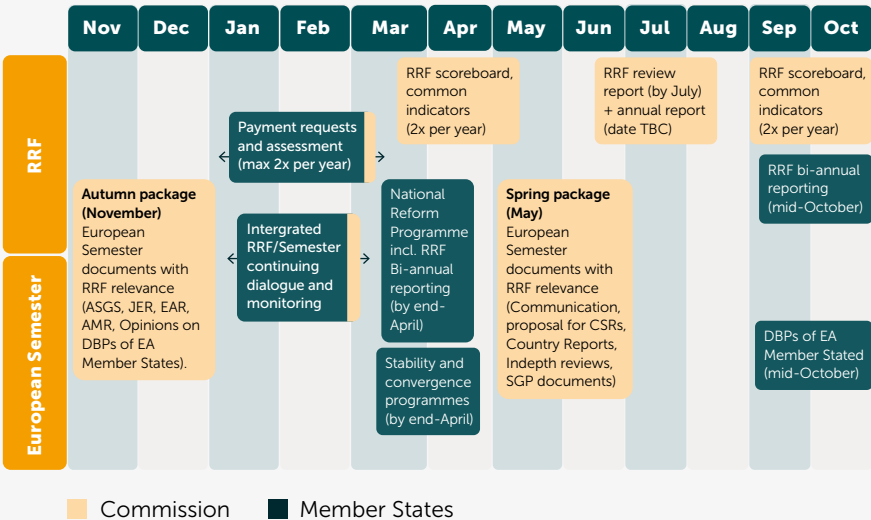 Nov Dec Jan Feb Mar Apr May Jun Jul Aug Sep Oct
RRF
European Semester
Autumn package
(November)
European
Semester
documents with
RRF relevance
(ASGS, JER, EAR,
AMR, Opinions on
DBPs of EA
Member States).
Payment requests
and assessment
(max 2x per year)
Intergrated
RRF/Semester
continuing
dialogue and
monitoring
RRF scoreboard,
common
indicators
(2x per year)
National
Reform
Programme
incl. RRF
Bi-annual
reporting
(by end-
April)
Stability and
convergence
programmes
(by end-April)
Spring package
(May)
European
Semester
documents with
RRF relevance
(Communication,
proposal for CSRs,
Country Reports,
Indepth reviews,
SGP documents)
RRF review
report (by July)
+ annual report
(date TBC)
RRF scoreboard,
common
indicators
(2x per year)
RRF bi-annual
reporting
(mid-October)
DBPs of EA
Member Stated
(mid-October)
Commission
Member States